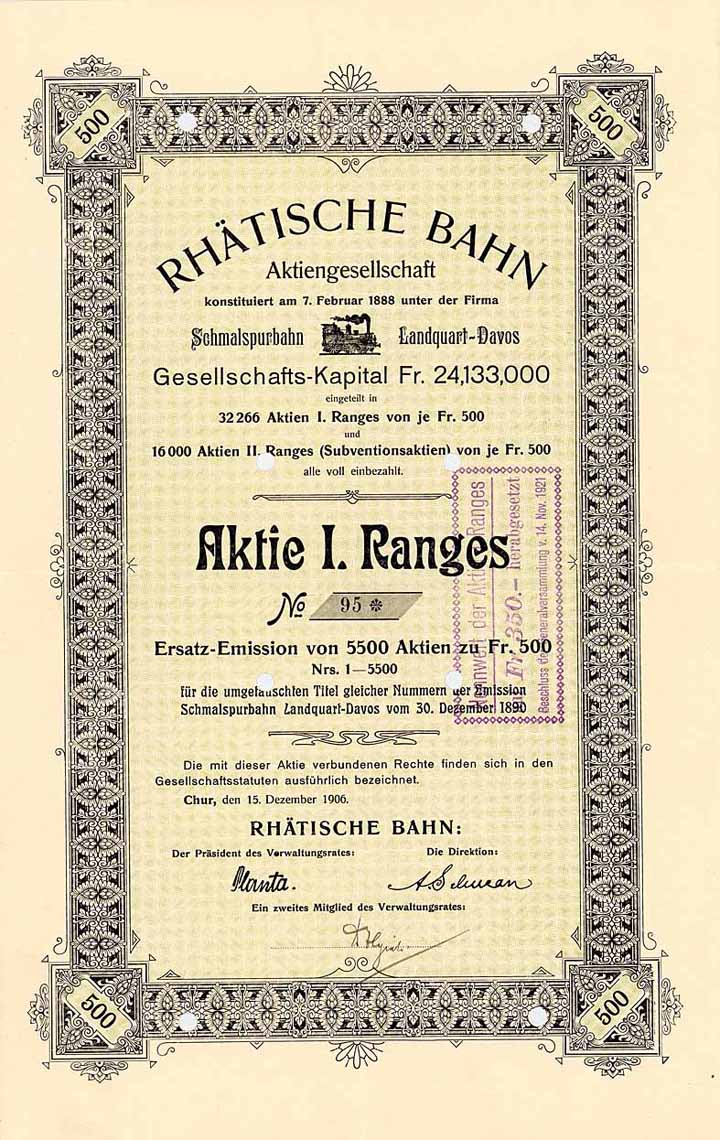 500
500
RHÄTISCHE BAHN
Aktiengesellschaft
konstituiert am 7. Februar 1888 unter der Firma
Schmalspurbahn Landquart-Davos
Gesellschafts-Kapital Fr. 24,133,000
eingeteilt in
32 266 Aktien I. Ranges von je Fr. 500
und
16 000 Aktien II. Ranges (Subventionsaktien) von je Fr. 500
alle voll einbezahlt.
Aktie I. Ranges
No 95 *
Ersatz-Emission von 5500 Aktien zu Fr. 500
Nrs. 1—5500
für die umgetauschten Titel gleicher Nummern der Emission
Schmalspurbahn Landquart-Davos vom 30. Dezember 1890
Nennwert der Aktie I. Ranges
Fr. 350.— herabgesetzt
Beschluss der Generalversammlung v. 14. Nov. 1921
Die mit dieser Aktie verbundenen Rechte finden sich in den
Gesellschaftsstatuten ausführlich bezeichnet.
Chur, den 15. Dezember 1906.
RHÄTISCHE BAHN:
Der Präsident des Verwaltungsrates: Die Direktion:
Planta. A. Schucan
Ein zweites Mitglied des Verwaltungsrates:
500
500